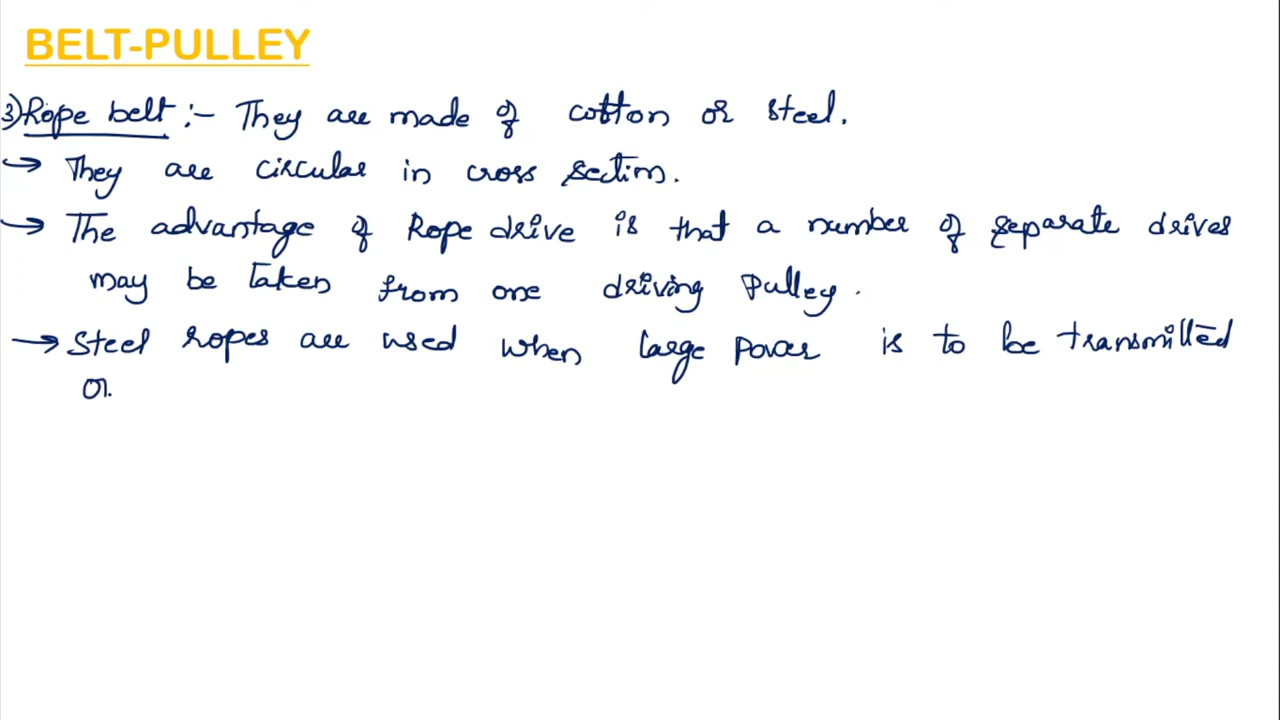 BELT-PULLEY
3) Rope belt :- They are made of cotton or steel.
→ They are circular in cross section.
→ The advantage of Rope drive is that a number of separate drives
may be taken from one driving Pulley.
→ Steel ropes are used when large power is to be transmitted
or